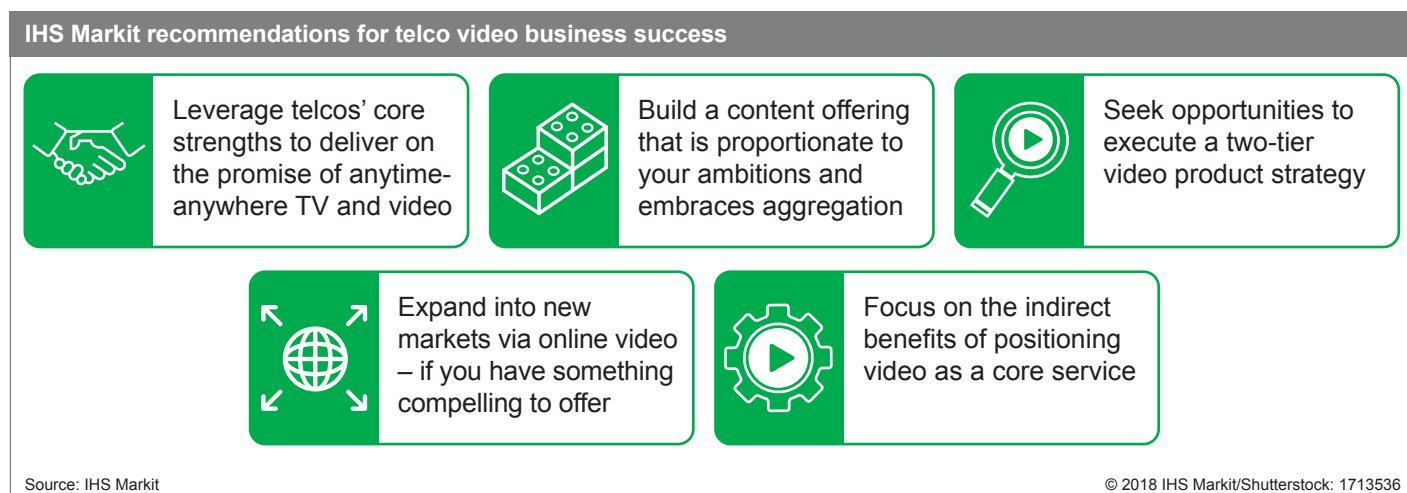 IHS Markit recommendations for telco video business success
Leverage telcos’ core
strengths to deliver on
the promise of anytime-
anywhere TV and video
Build a content offering
that is proportionate to
your ambitions and
embraces aggregation
Seek opportunities to
execute a two-tier
video product strategy
Expand into new
markets via online video
– if you have something
compelling to offer
Focus on the indirect
benefits of positioning
video as a core service
Source: IHS Markit
© 2018 IHS Markit/Shutterstock: 1713536